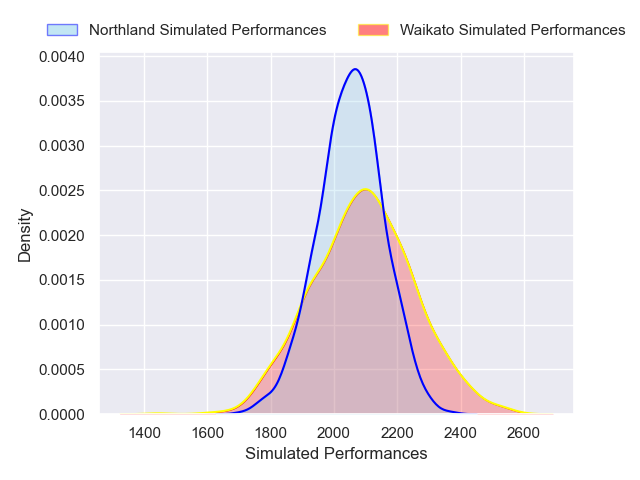 Northland Simulated Performances Waikato Simulated Performances
0.0040
0.0035
0.0030
0.0025
0.0020
0.0015
0.0010
0.0005
0.0000
Density
1400 1600 1800 2000 2200 2400 2600
Simulated Performances